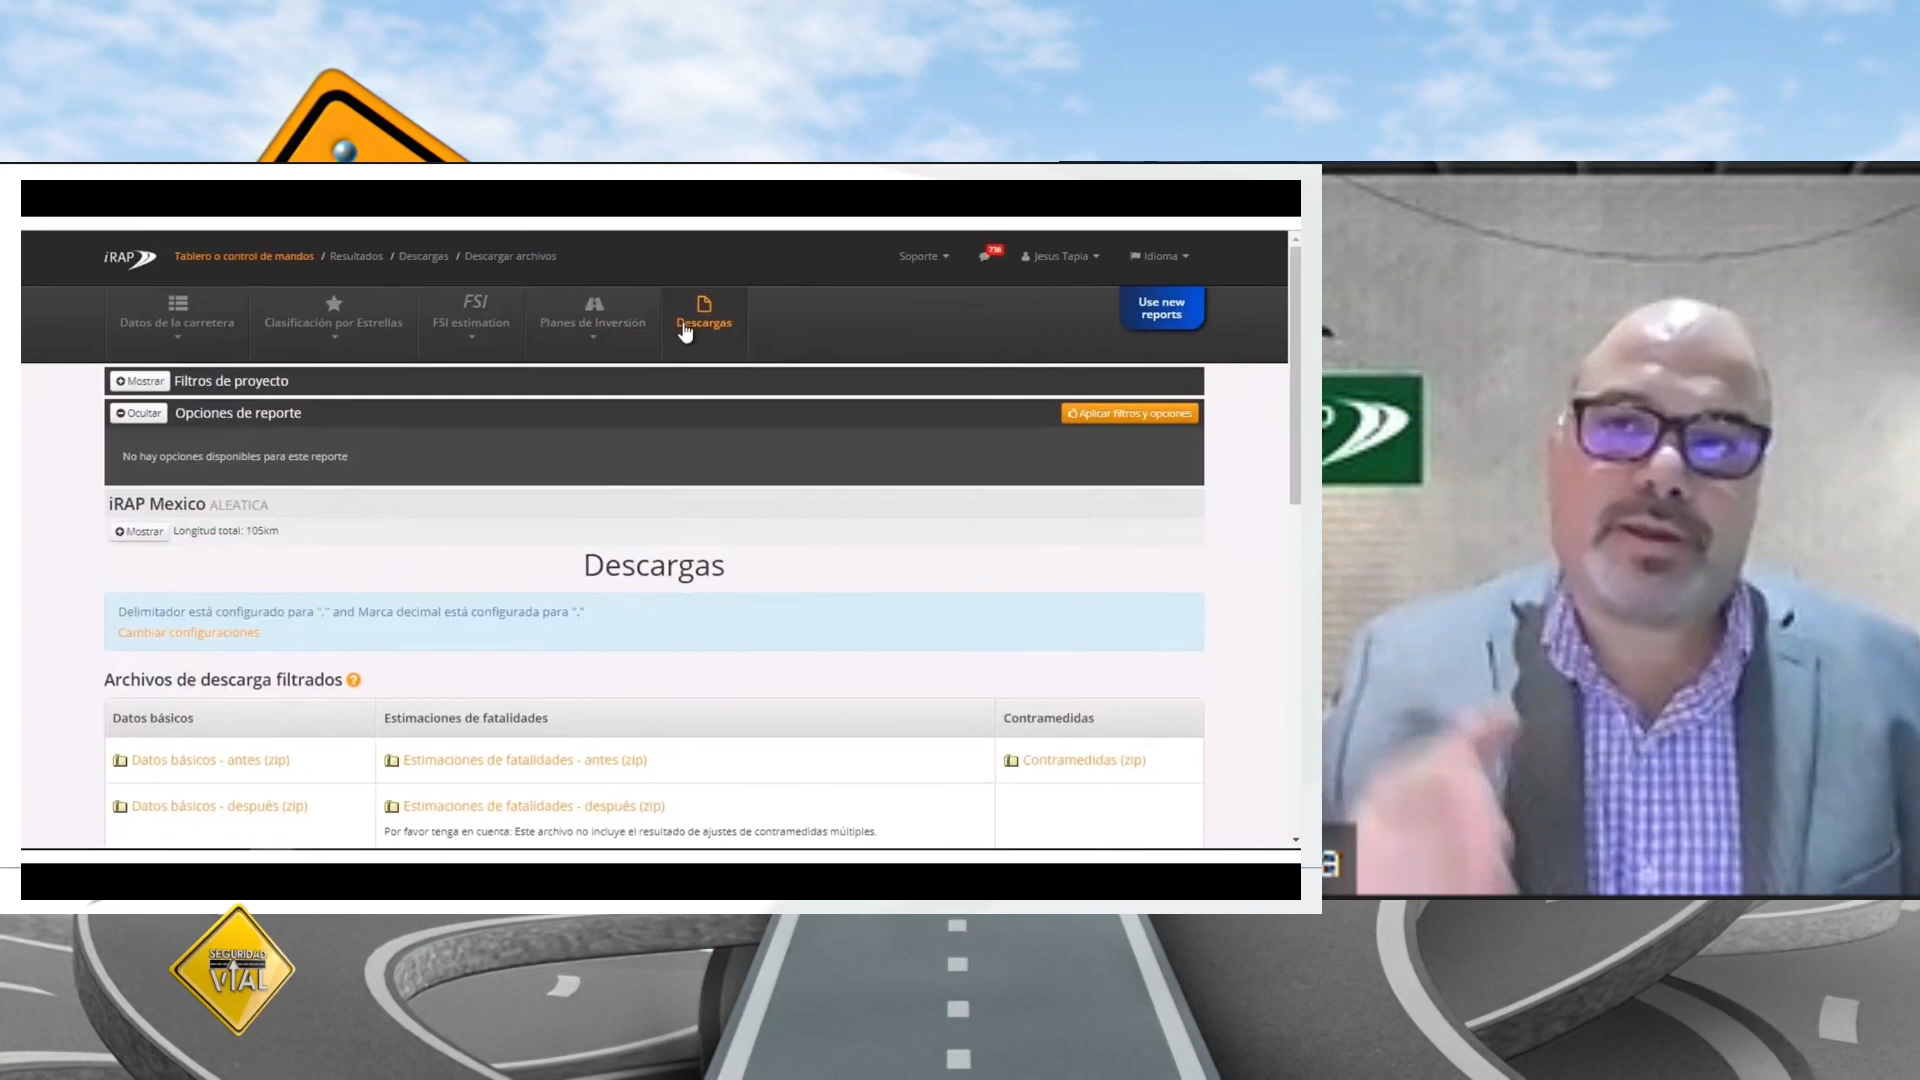 iRAP
Tablero o control de mandos / Resultados / Descargas / Descargar archivos
Soporte
736
Jesus Tapia
Idioma
Datos de la carretera
Clasificación por Estrellas
FSI
FSI estimation
Planes de Inversión
Descargas
Use new
reports
Mostrar
Filtros de proyecto
Ocultar
Opciones de reporte
Aplicar filtros y opciones
No hay opciones disponibles para este reporte
iRAP Mexico ALEATICA
Mostrar
Longitud total: 105km
Descargas
Delimitador está configurado para "," and Marca decimal está configurada para "."
Cambiar configuraciones
Archivos de descarga filtrados ?
Datos básicos
Estimaciones de fatalidades
Contramedidas
Datos básicos - antes (zip)
Estimaciones de fatalidades - antes (zip)
Contramedidas (zip)
Datos básicos - después (zip)
Estimaciones de fatalidades - después (zip)
Por favor tenga en cuenta: Este archivo no incluye el resultado de ajustes de contramedidas múltiples.
a
SEGURIDAD
VIAL